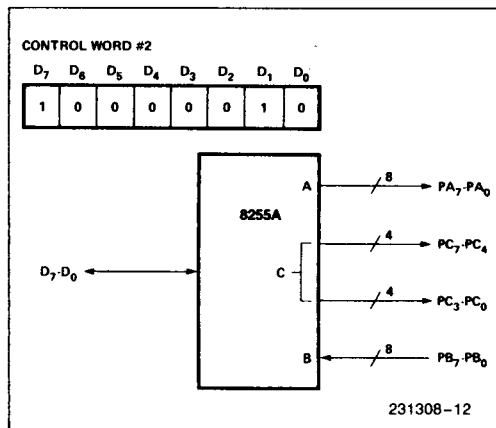 CONTROL WORD #2
D7 D6 D5 D4 D3 D2 D1 D0
1 0 0 0 0 0 1 0
A 8 PA7-PA0
8255A
4 PC7-PC4
D7-D0 C
4 PC3-PC0
B 8 PB7-PB0
231308-12